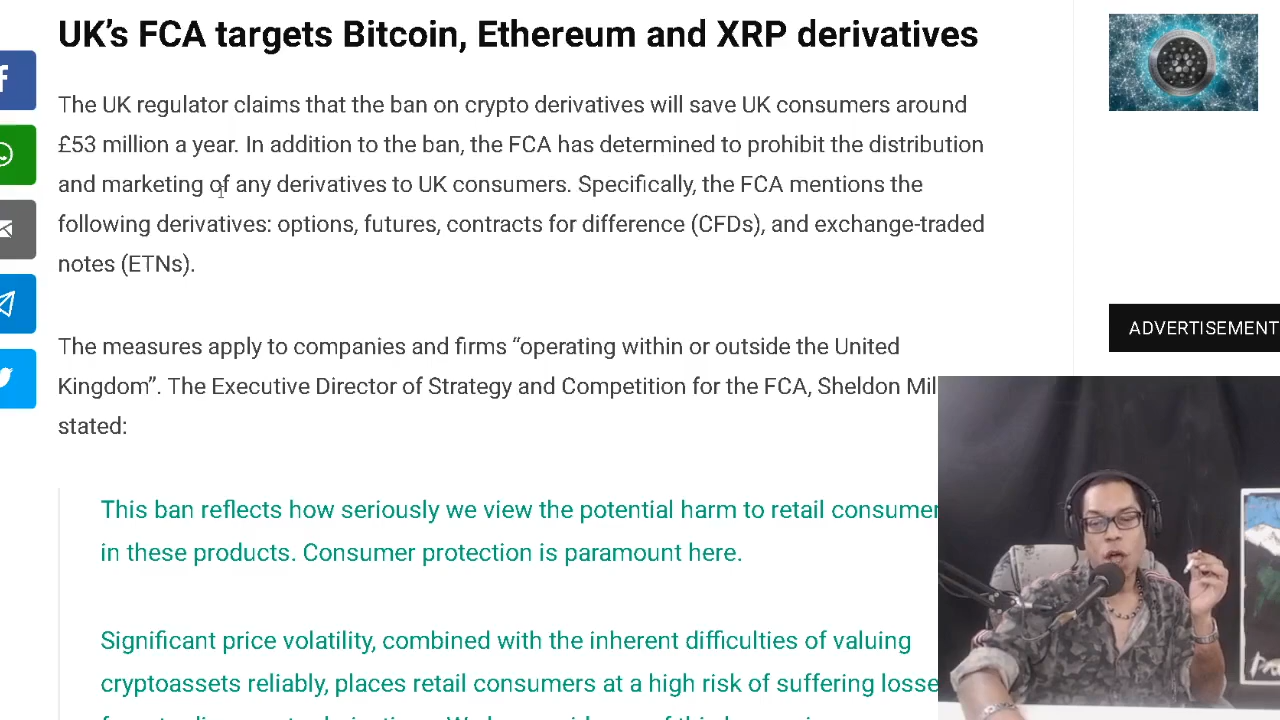 UK’s FCA targets Bitcoin, Ethereum and XRP derivatives
The UK regulator claims that the ban on crypto derivatives will save UK consumers around
£53 million a year. In addition to the ban, the FCA has determined to prohibit the distribution
and marketing of any derivatives to UK consumers. Specifically, the FCA mentions the
following derivatives: options, futures, contracts for difference (CFDs), and exchange-traded
notes (ETNs).
The measures apply to companies and firms “operating within or outside the United
Kingdom”. The Executive Director of Strategy and Competition for the FCA, Sheldon Mil
stated:
This ban reflects how seriously we view the potential harm to retail consumer
in these products. Consumer protection is paramount here.
Significant price volatility, combined with the inherent difficulties of valuing
cryptoassets reliably, places retail consumers at a high risk of suffering losse
ADVERTISEMENT